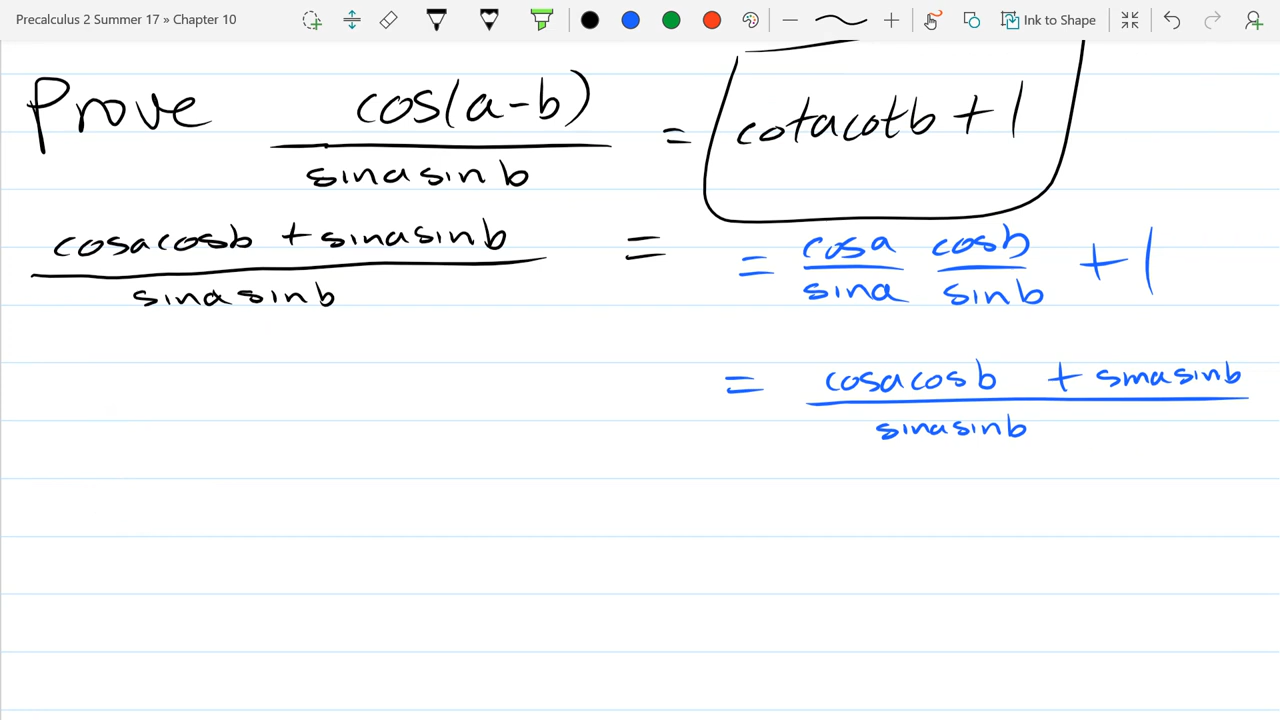 Precalculus 2 Summer 17 » Chapter 10
Ink to Shape
Prove cos(a-b) / sinasinb = cotacotb + 1
cosacosb + sinasinb / sinasinb = = cosa/sina cosb/sinb + 1
= cosacosb + sinasinb / sinasinb